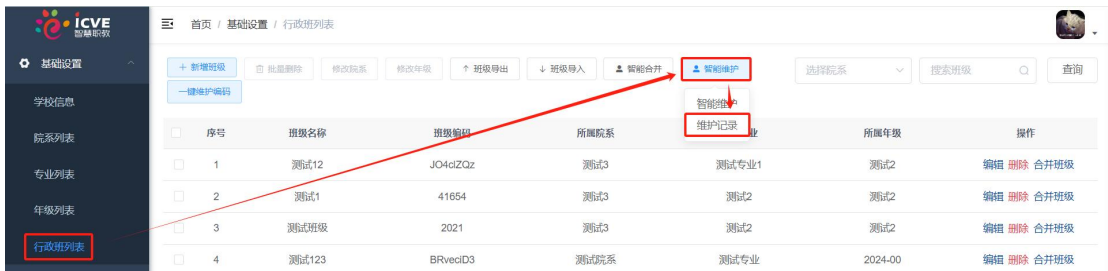 icve
智慧职教
首页 / 基础设置 / 行政班列表
基础设置
学校信息
院系列表
专业列表
年级列表
行政班列表
+ 新增班级 批量删除 修改院系 修改年级 班级导出 班级导入 智能合并 智能维护 选择院系 搜索班级 查询
一键维护编码
智能维护
维护记录
序号 班级名称 班级编码 所属院系 业 所属年级 操作
1 测试12 测试3 测试专业1 测试2 编辑 删除 合并班级
2 测试1 41654 测试3 测试2 测试2 编辑 删除 合并班级
3 测试班级 2021 测试3 测试2 测试2 编辑 删除 合并班级
4 测试123 BRveciD3 测试院系 测试专业 2024-00 编辑 删除 合并班级